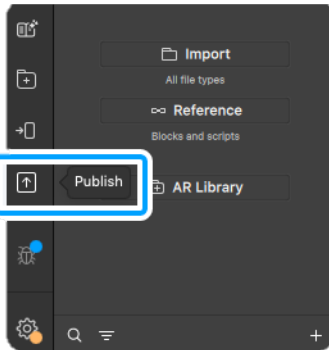 Import
All file types
Reference
Blocks and scripts
Publish
AR Library